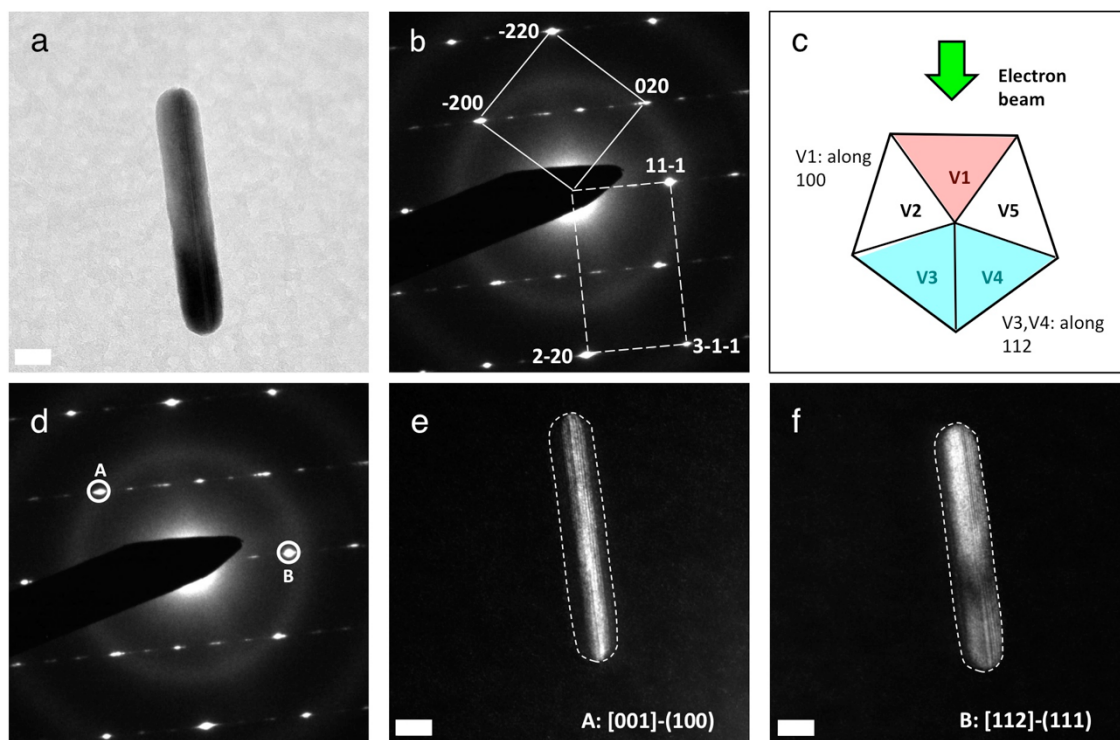 a
b
-220
-200
020
11-1
2-20
3-1-1
c
Electron
beam
V1: along
100
V1
V2
V5
V3
V4
V3,V4: along
112
d
A
B
e
A: [001]-(100)
f
B: [112]-(111)